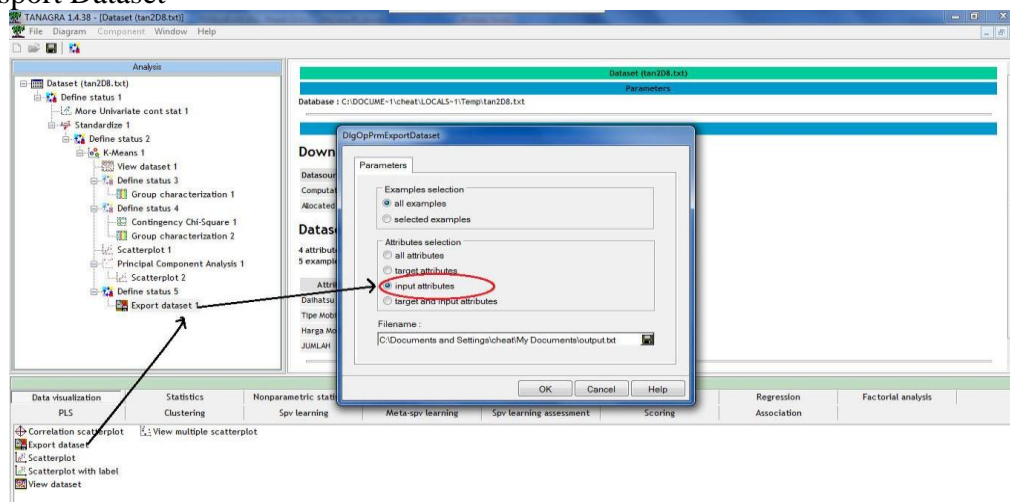 port Dataset
TANAGRA 1.4.38 - [Dataset (tan2D8.txt)]
File Diagram Component Window Help
Analysis
Dataset (tan2D8.txt)
Define status 1
More Univariate cont stat 1
Standardize 1
Define status 2
K-Means 1
View dataset 1
Define status 3
Group characterization 1
Define status 4
Contingency Chi-Square 1
Group characterization 2
Scatterplot 1
Principal Component Analysis 1
Scatterplot 2
Define status 5
Export dataset 1
Dataset (tan2D8.txt)
Parameters
Database : C:\DOCUME~1\cheat\LOCALS~1\Temp\tan2D8.txt
Down
Datasour
Computat
Allocated
Datase
4 attribut
5 example
Attri
Daihatsu
Tipe Mobi
Harga Mo
JUMLAH
DlgOpPrmExportDataset
Parameters
Examples selection
all examples
selected examples
Attributes selection
all attributes
target attributes
input attributes
target and input attributes
Filename :
C:\Documents and Settings\cheat\My Documents\output.txt
OK Cancel Help
Data visualization Statistics Nonparametric stati Regression Factorial analysis
PLS Clustering Spv learning Meta-spv learning Spv learning assessment Scoring Association
Correlation scatterplot View multiple scatterplot
Export dataset
Scatterplot
Scatterplot with label
View dataset